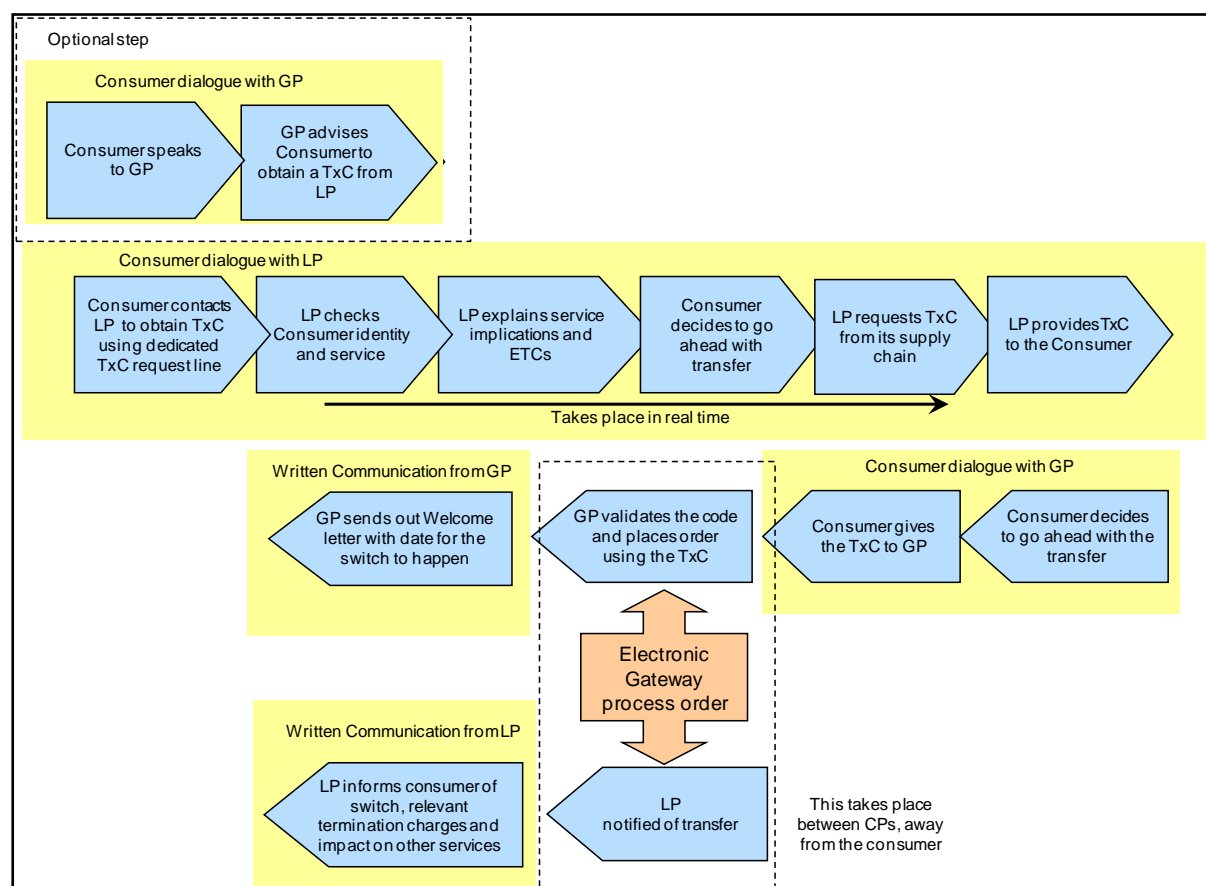 Optional step
Consumer dialogue with GP
Consumer speaks
to GP
GP advises
Consumer to
obtain a TxC from
LP
Consumer dialogue with LP
Consumer contacts
LP to obtain TxC
using dedicated
TxC request line
LP checks
Consumer identity
and service
LP explains service
implications and
ETCs
Consumer
decides to go
ahead with
transfer
LP requests TxC
from its supply
chain
LP provides TxC
to the Consumer
Takes place in real time
Written Communication from GP
GP sends out Welcome
letter with date for the
switch to happen
GP validates the code
and places order
using the TxC
Consumer dialogue with GP
Consumer gives
the TxC to GP
Consumer decides
to go ahead with the
transfer
Electronic
Gateway
process order
Written Communication from LP
LP informs consumer of
switch, relevant
termination charges and
impact on other services
LP
notified of transfer
This takes place
between CPs, away
from the consumer